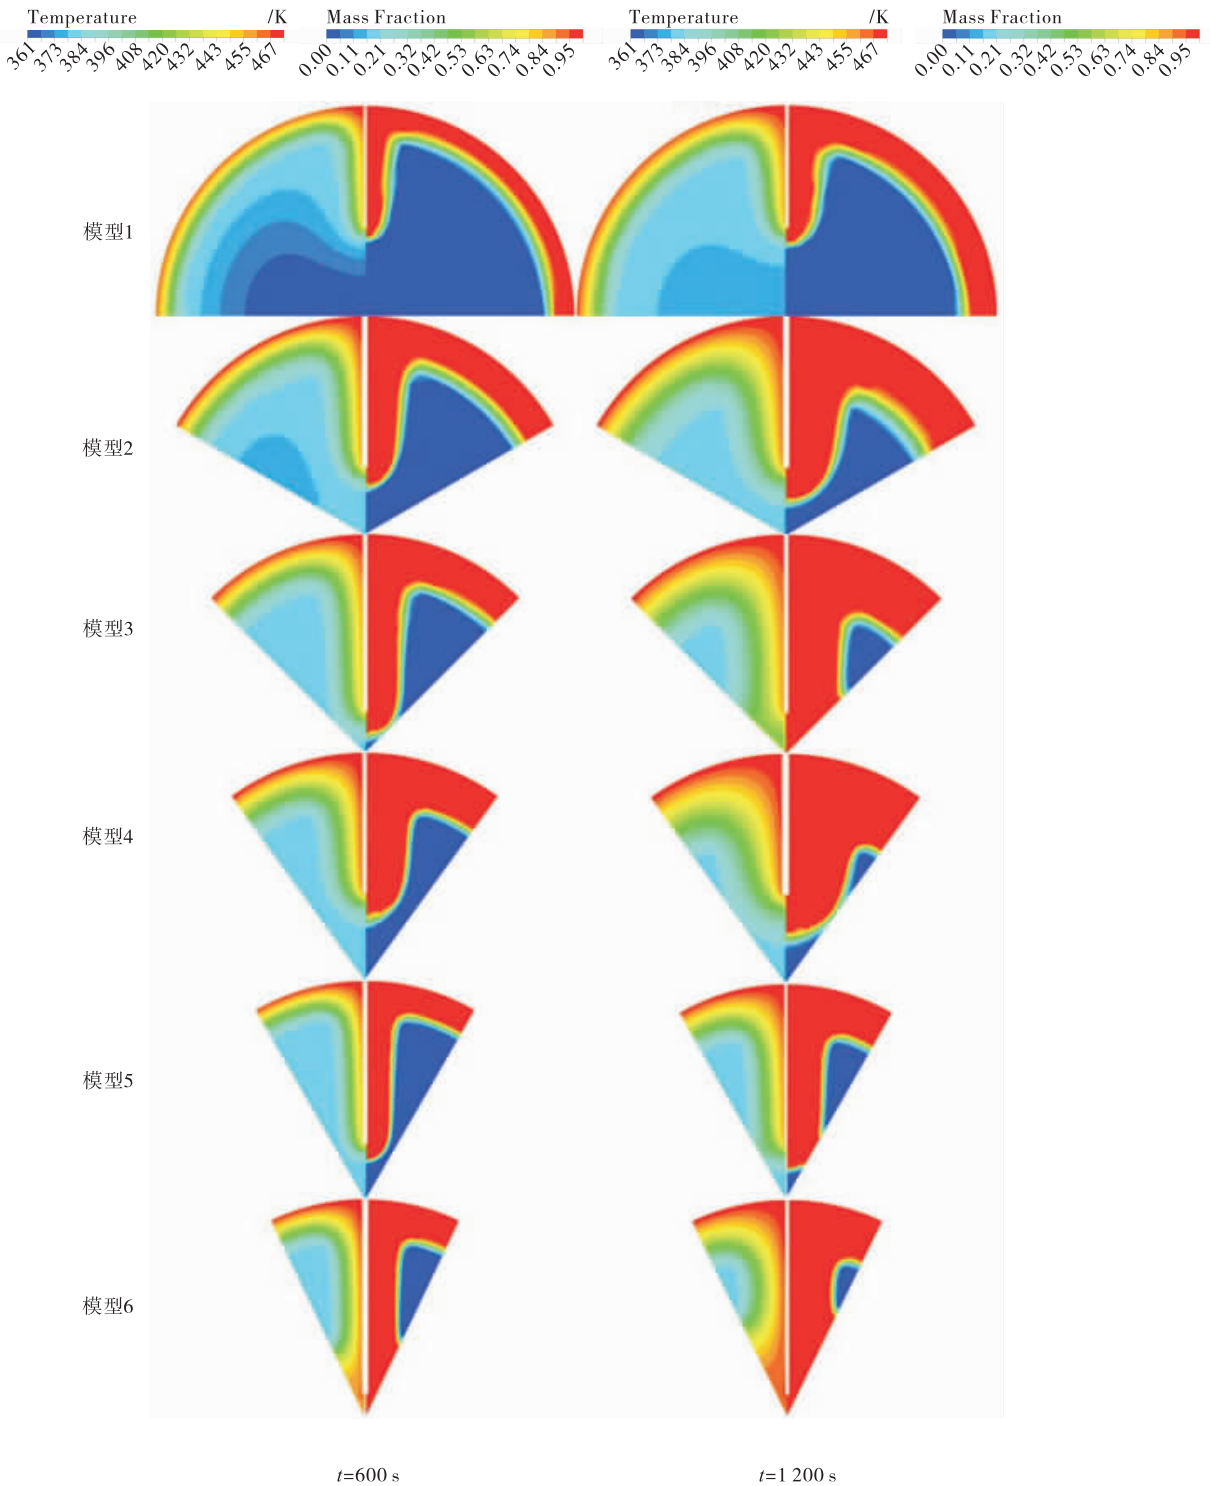 Temperature /K Mass Fraction Temperature /K Mass Fraction
361 373 384 396 408 420 432 443 455 467 0.00 0.11 0.21 0.32 0.42 0.53 0.63 0.74 0.84 0.95 361 373 384 396 408 420 432 443 455 467 0.00 0.11 0.21 0.32 0.42 0.53 0.63 0.74 0.84 0.95
模型1
模型2
模型3
模型4
模型5
模型6
t=600 s t=1 200 s